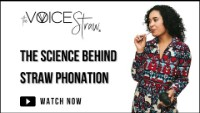 the VOICE
Straw
THE SCIENCE BEHIND
STRAW PHONATION
WATCH NOW